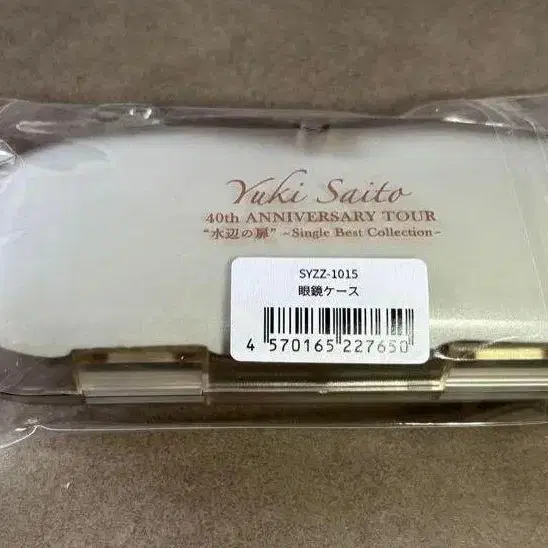 Yuki Saito
40th ANNIVERSARY TOUR
“水辺の扉” ~Single Best Collection~
SYZZ-1015
眼鏡ケース
4 570165 227650